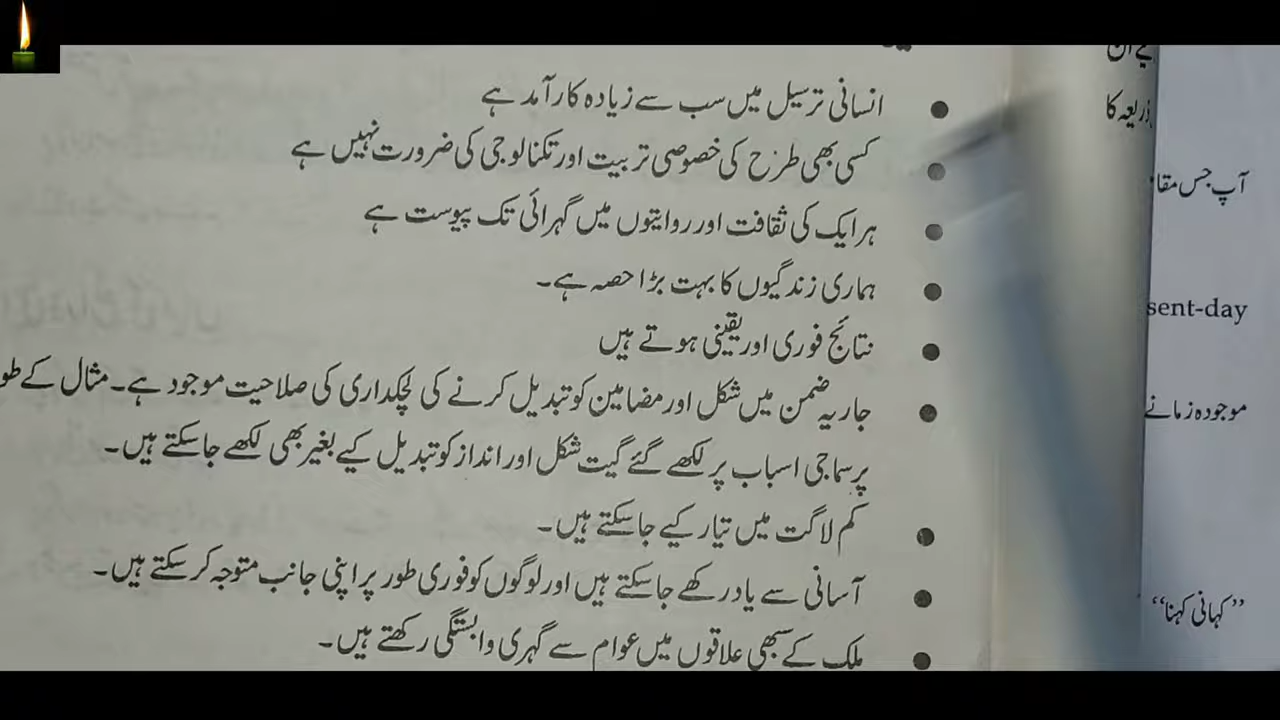 انسانی ترسیل میں سب سے زیادہ کارآمد ہے
کسی بھی طرح کی خصوصی تربیت اور تکنالوجی کی ضرورت نہیں ہے
ہر ایک کی ثقافت اور روایتوں میں گہرائی تک پیوست ہے
ہماری زندگیوں کا بہت بڑا حصہ ہے۔
نتائج فوری اور یقینی ہوتے ہیں
جاریہ ضمن میں شکل اور مضامین کو تبدیل کرنے کی لچکداری کی صلاحیت موجود ہے۔ مثال کے
پر سماجی اسباب پر لکھے گئے گیت شکل اور انداز کو تبدیل کیے بغیر بھی لکھے جاسکتے ہیں۔
کم لاگت میں تیار کیے جاسکتے ہیں۔
آسانی سے یاد رکھے جاسکتے ہیں اور لوگوں کو فوری طور پر اپنی جانب متوجہ کرسکتے ہیں۔
ملک کے سبھی علاقوں میں عوام سے گہری وابستگی رکھتے ہیں۔
ذریعہ کا
آپ جس
sent-day
موجودہ زمانے
”کہانی کہنا“